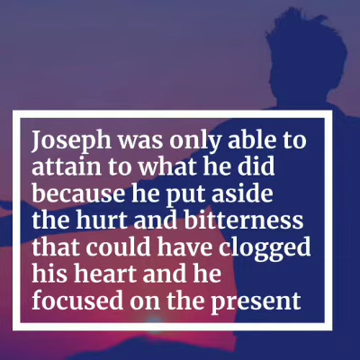 Joseph was only able to
attain to what he did
because he put aside
the hurt and bitterness
that could have clogged
his heart and he
focused on the present